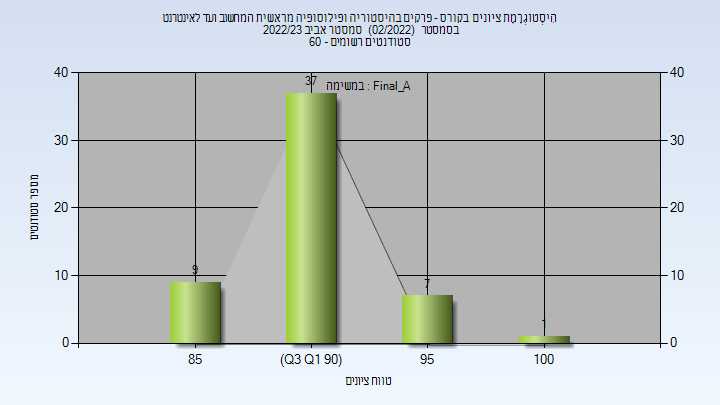 הִיסְטוֹגְרָמַת ציונים בקורס - פרקים בהיסטוריה ופילוסופיה מראשית המחשוב ועד לאינטרנט
בסמסטר (02/2022) סמסטר אביב 2022/23
סטודנטים רשומים - 60
במשימה : Final_A
40
30
20
10
0
40
30
20
10
0
מספר סטודנטים
9
37
7
1
85
(Q3 Q1 90)
95
100
טווח ציונים